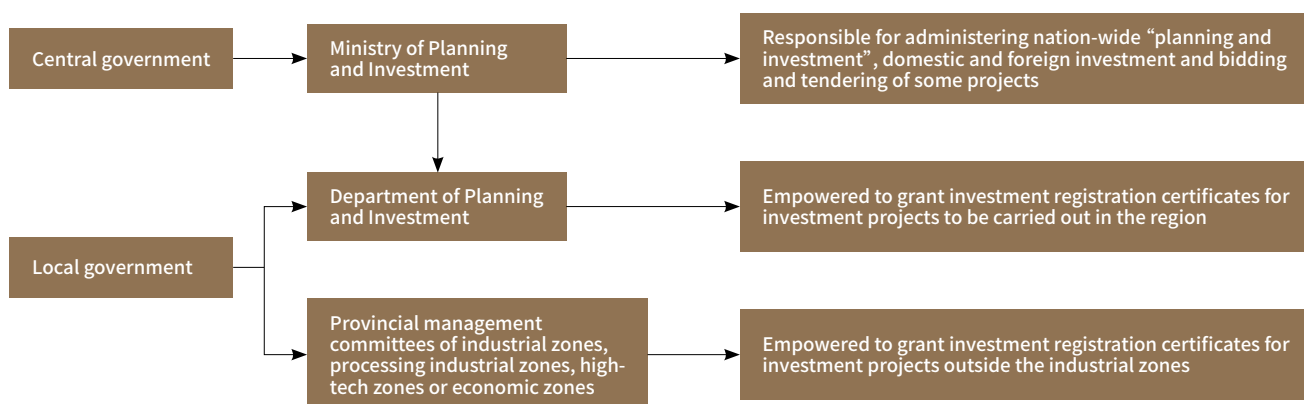 Central government
Ministry of Planning
and Investment
Responsible for administering nation-wide “planning and
investment”, domestic and foreign investment and bidding
and tendering of some projects
Department of Planning
and Investment
Empowered to grant investment registration certificates for
investment projects to be carried out in the region
Local government
Provincial management
committees of industrial zones,
processing industrial zones, high-
tech zones or economic zones
Empowered to grant investment registration certificates for
investment projects outside the industrial zones